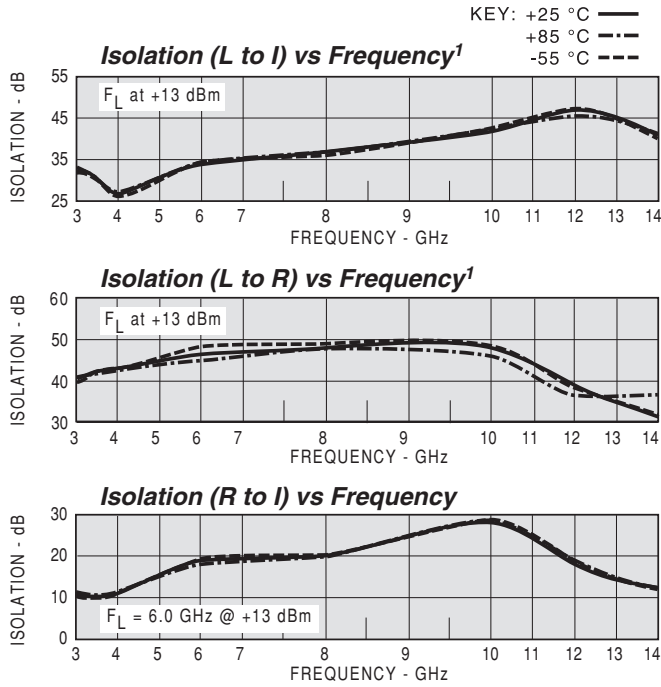 KEY: +25 °C
+85 °C
-55 °C
Isolation (L to I) vs Frequency¹
ISOLATION - dB
55
45
35
25
F_L at +13 dBm
3 4 5 6 7 8 9 10 11 12 13 14
FREQUENCY - GHz
Isolation (L to R) vs Frequency¹
ISOLATION - dB
60
50
40
30
F_L at +13 dBm
3 4 5 6 7 8 9 10 11 12 13 14
FREQUENCY - GHz
Isolation (R to I) vs Frequency
ISOLATION - dB
30
20
10
0
F_L = 6.0 GHz @ +13 dBm
3 4 5 6 7 8 9 10 11 12 13 14
FREQUENCY - GHz